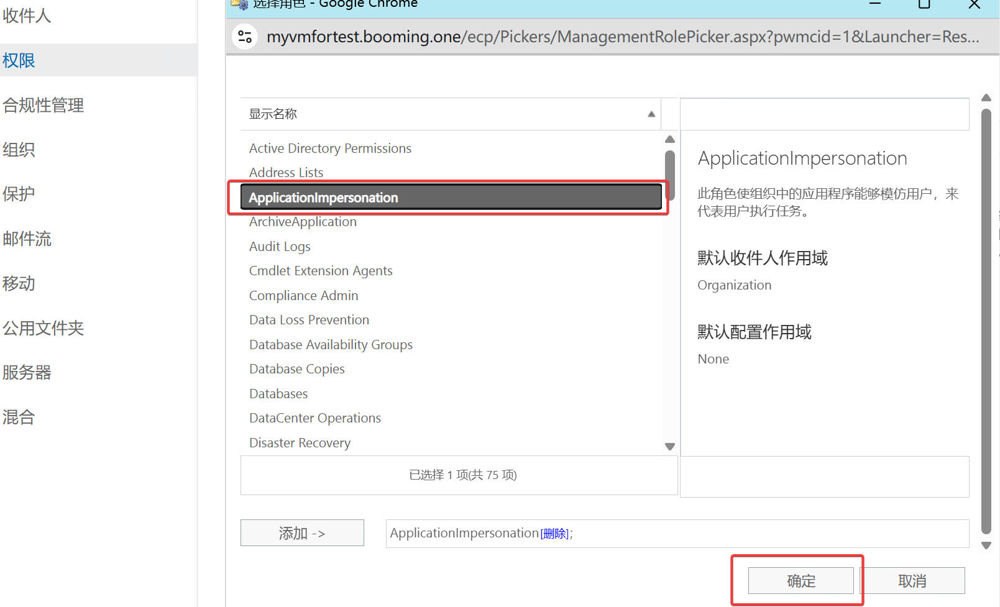 收件人
权限
合规性管理
组织
保护
邮件流
移动
公用文件夹
服务器
混合
选择角色 - Google Chrome
myvmfortest.booming.one/ecp/Pickers/ManagementRolePicker.aspx?pwmcid=1&Launcher=Res...
显示名称
Active Directory Permissions
Address Lists
ApplicationImpersonation
ArchiveApplication
Audit Logs
Cmdlet Extension Agents
Compliance Admin
Data Loss Prevention
Database Availability Groups
Database Copies
Databases
DataCenter Operations
Disaster Recovery
已选择 1 项(共 75 项)
ApplicationImpersonation
此角色使组织中的应用程序能够模仿用户，来
代表用户执行任务。
默认收件人作用域
Organization
默认配置作用域
None
添加 ->
ApplicationImpersonation[删除];
确定
取消